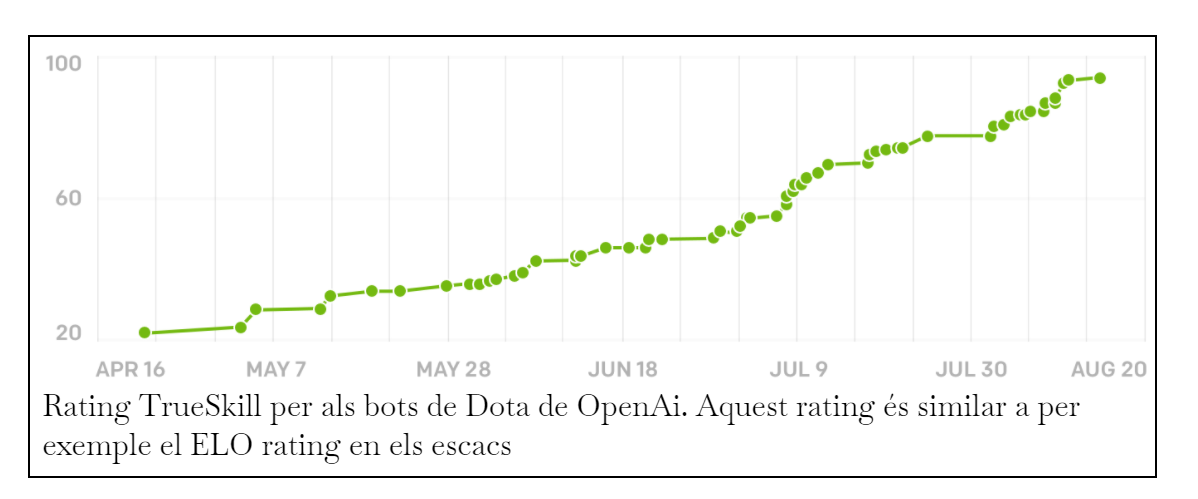 100
60
20
APR 16 MAY 7 MAY 28 JUN 18 JUL 9 JUL 30 AUG 20
Rating TrueSkill per als bots de Dota de OpenAi. Aquest rating és similar a per
exemple el ELO rating en els escacs